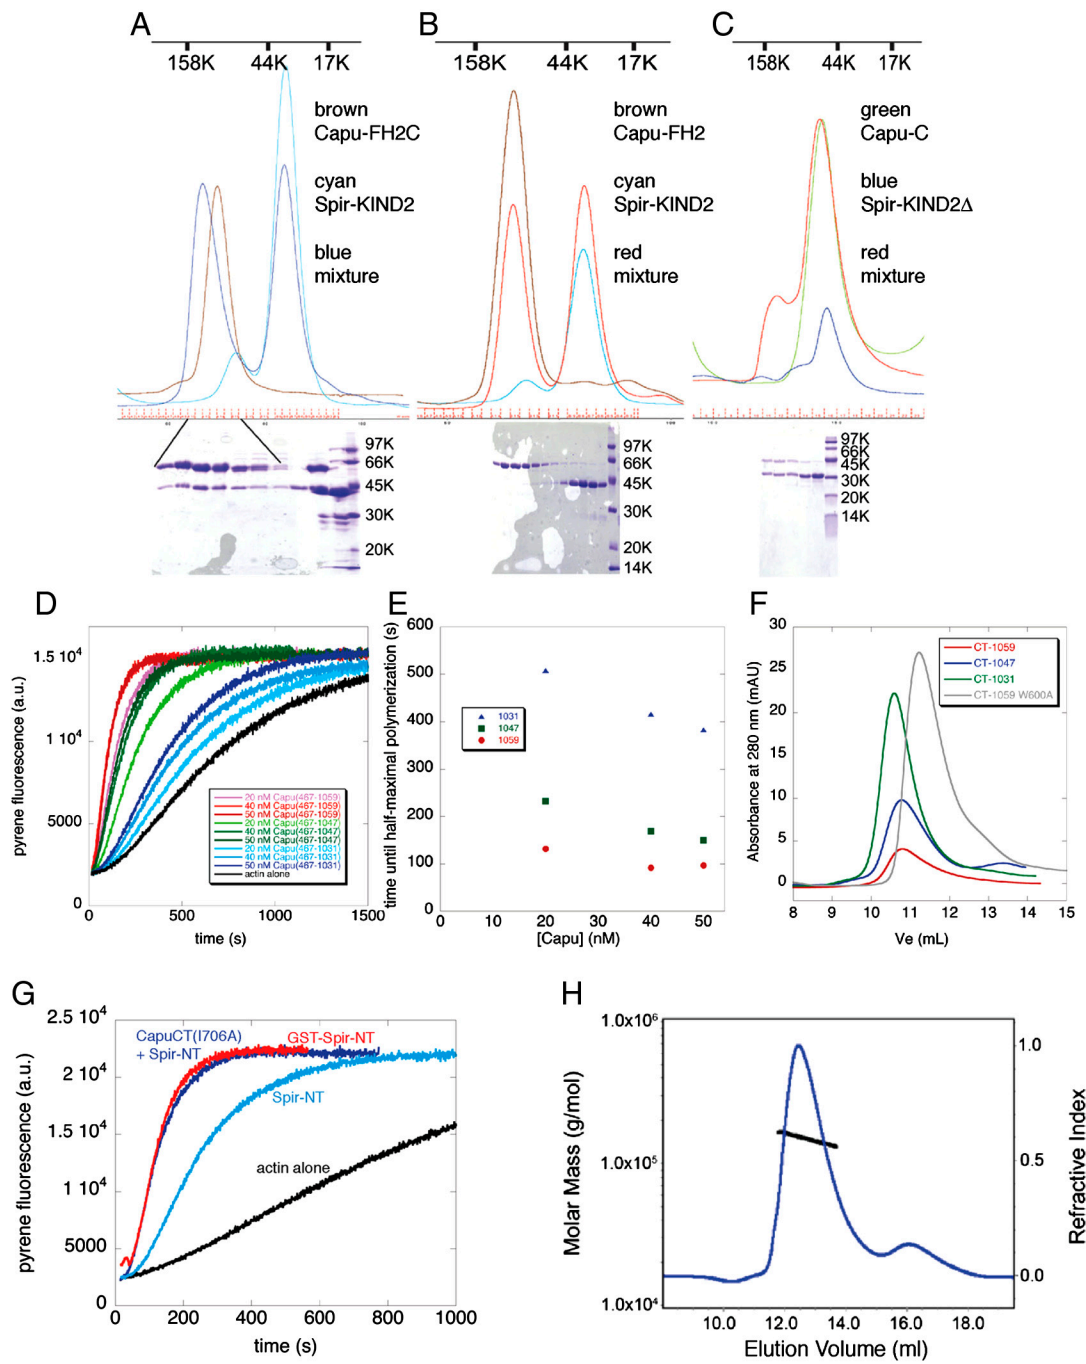 A
158K 44K 17K
brown
Capu-FH2C
cyan
Spir-KIND2
blue
mixture
97K
66K
45K
30K
20K
B
158K 44K 17K
brown
Capu-FH2
cyan
Spir-KIND2
red
mixture
97K
66K
45K
30K
20K
14K
C
158K 44K 17K
green
Capu-C
blue
Spir-KIND2Δ
red
mixture
97K
66K
45K
30K
20K
14K
D
pyrene fluorescence (a.u.)
1.5 10⁴
1 10⁴
5000
0
0 500 1000 1500
time (s)
20 nM Capu(467-1059)
40 nM Capu(467-1059)
50 nM Capu(467-1059)
20 nM Capu(467-1047)
40 nM Capu(467-1047)
50 nM Capu(467-1047)
20 nM Capu(467-1031)
40 nM Capu(467-1031)
50 nM Capu(467-1031)
actin alone
E
time until half-maximal polymerization (s)
600
500
400
300
200
100
0
0 10 20 30 40 50
[Capu] (nM)
1031
1047
1059
F
Absorbance at 280 nm (mAU)
30
25
20
15
10
5
0
8 9 10 11 12 13 14 15
Ve (mL)
CT-1059
CT-1047
CT-1031
CT-1059 W600A
G
pyrene fluorescence (a.u.)
2.5 10⁴
2 10⁴
1.5 10⁴
1 10⁴
5000
0
0 200 400 600 800 1000
time (s)
CapuCT(I706A)
+ Spir-NT
GST-Spir-NT
Spir-NT
actin alone
H
Molar Mass (g/mol)
1.0x10⁶
1.0x10⁵
1.0x10⁴
10.0 12.0 14.0 16.0 18.0
Elution Volume (ml)
1.0
0.5
0.0
Refractive Index